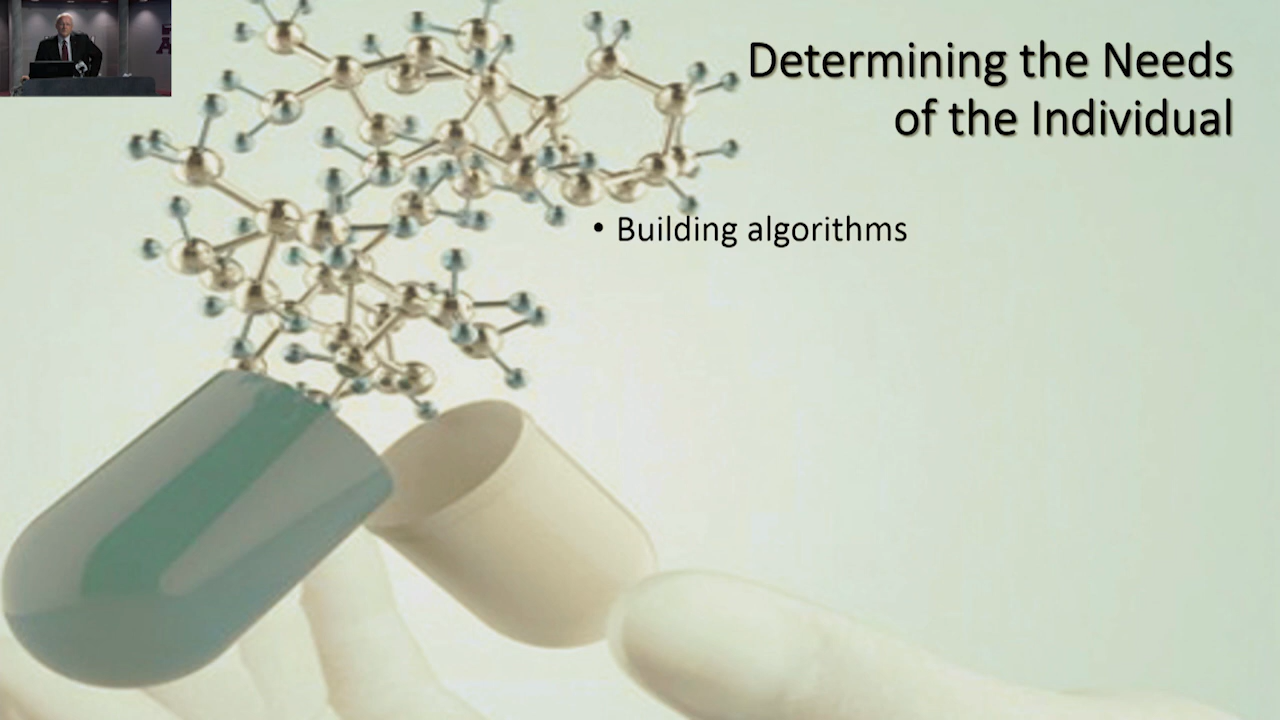 Determining the Needs
of the Individual
• Building algorithms